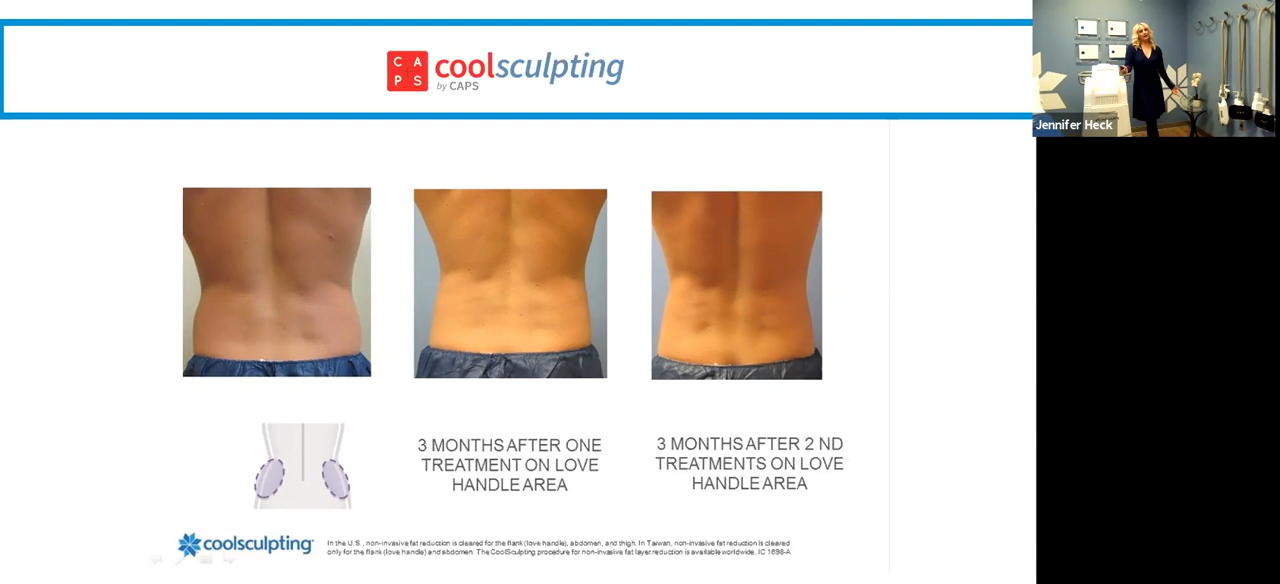 C A
P S
coolsculpting
by CAPS
Jennifer Heck
3 MONTHS AFTER ONE
TREATMENT ON LOVE
HANDLE AREA
3 MONTHS AFTER 2 ND
TREATMENTS ON LOVE
HANDLE AREA
coolsculpting
In the U.S., non-invasive fat reduction is cleared for the flank (love handle), abdomen, and thigh. In Taiwan, non-invasive fat reduction is cleared
only for the flank (love handle) and abdomen. The CoolSculpting procedure for non-invasive fat layer reduction is available worldwide. IC 1698-A